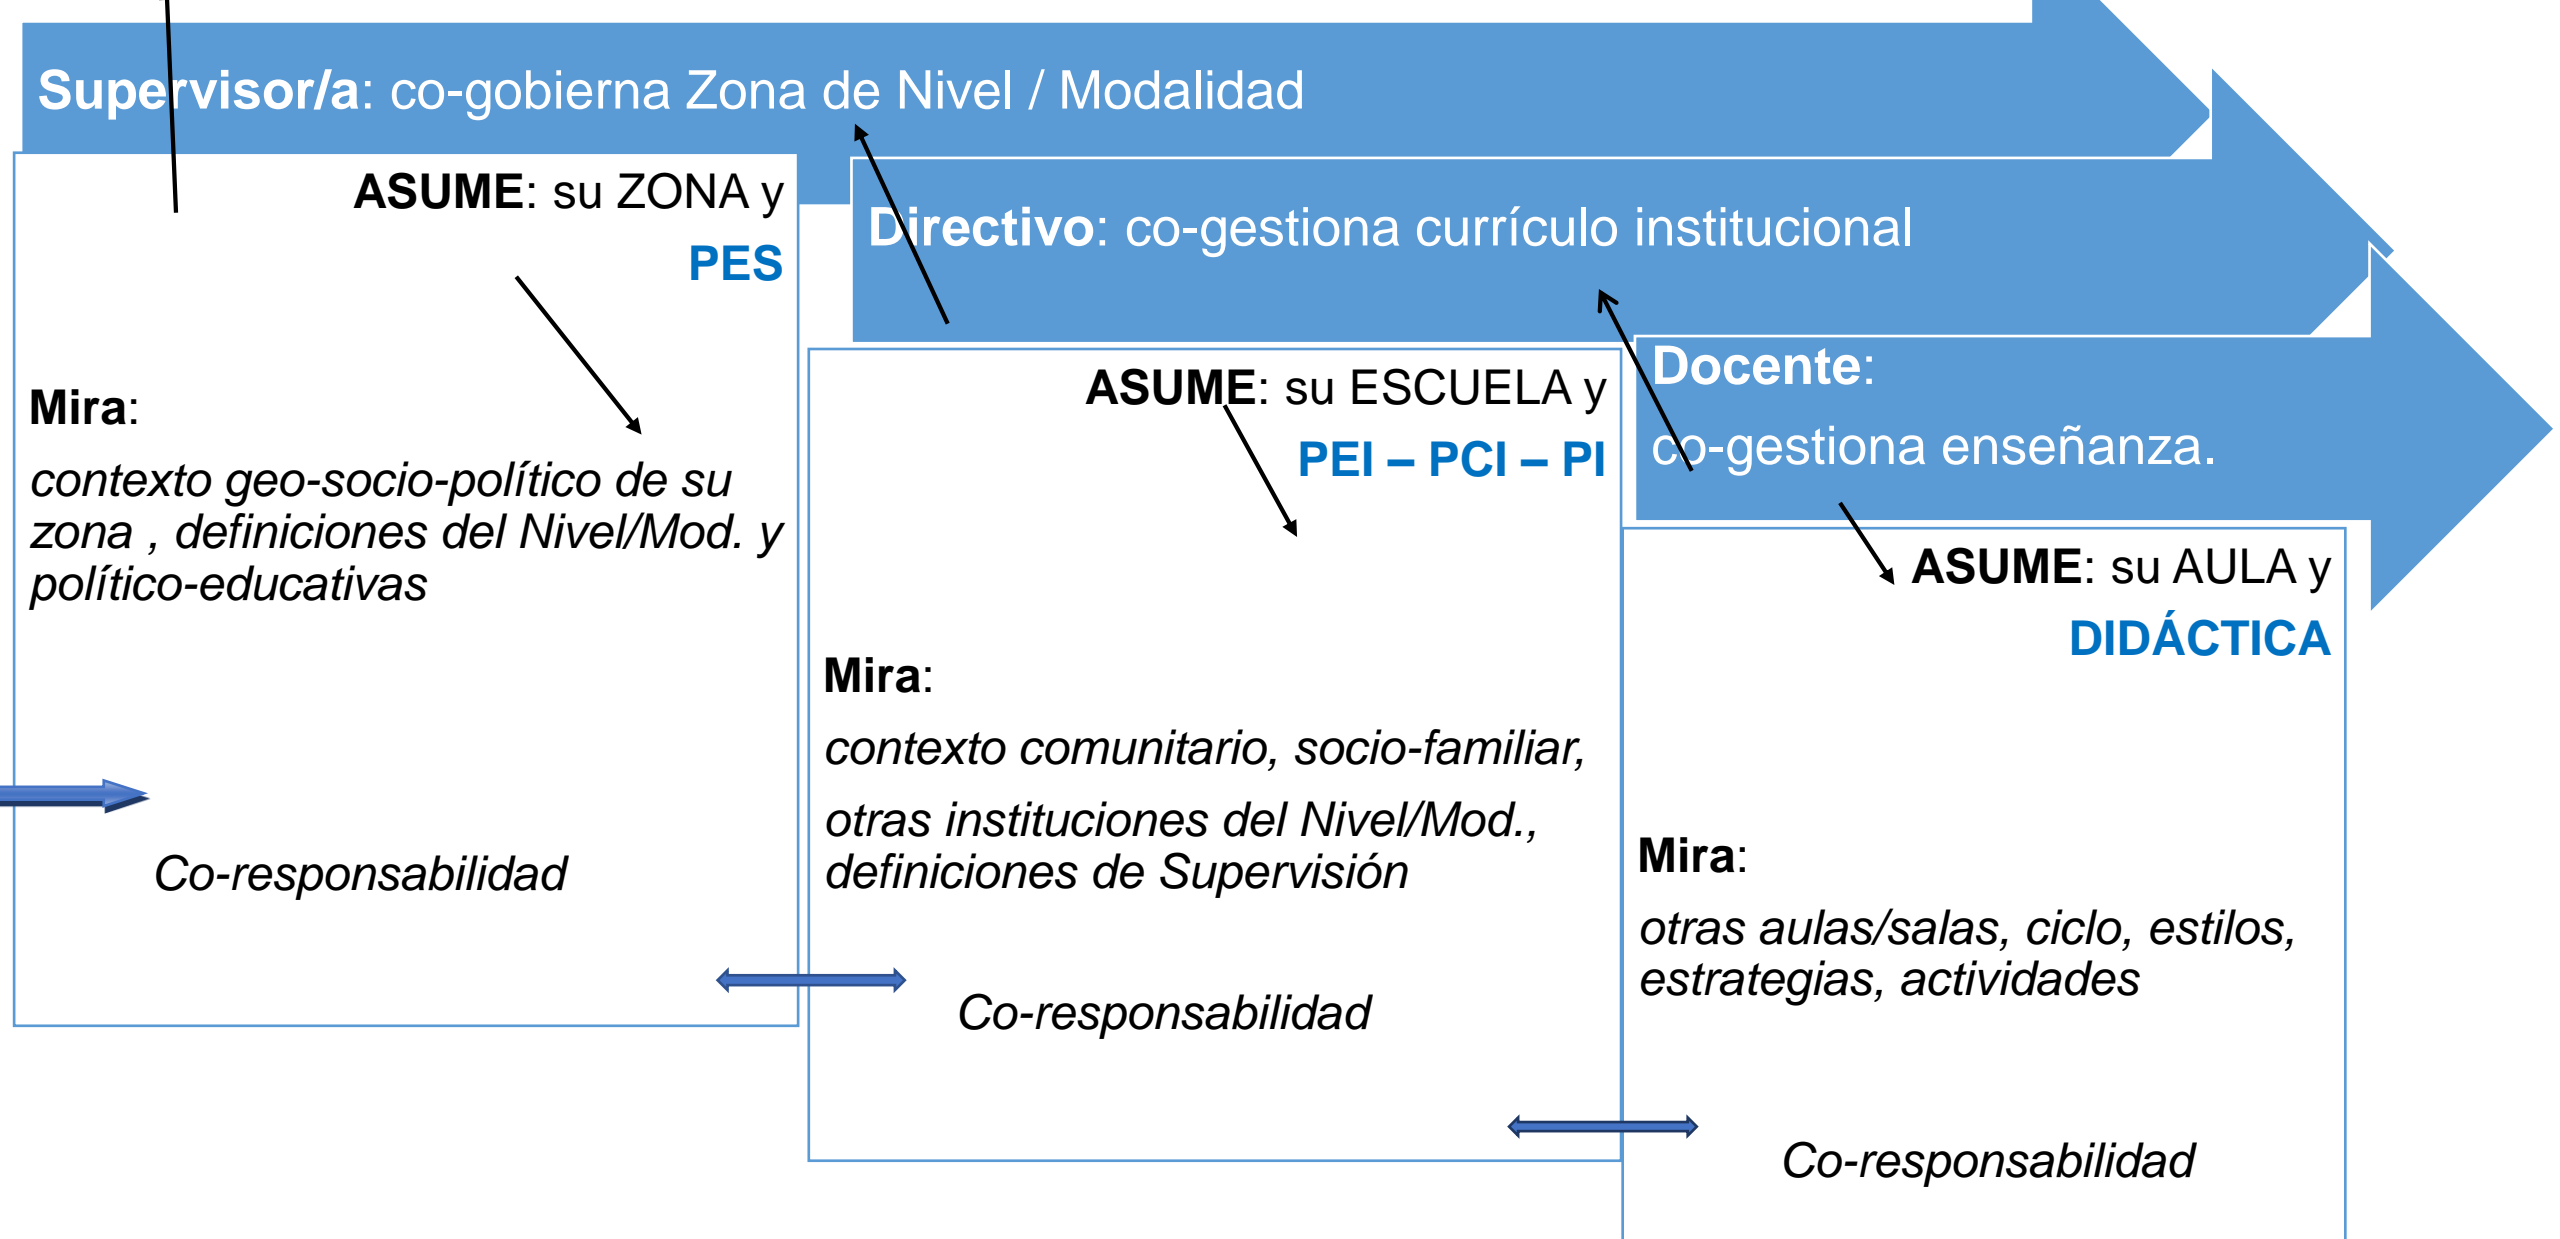 Supervisor/a: co-gobierna Zona de Nivel / Modalidad
ASUME: su ZONA y
PES
Mira:
contexto geo-socio-político de su
zona , definiciones del Nivel/Mod. y
político-educativas
Co-responsabilidad
Directivo: co-gestiona currículo institucional
ASUME: su ESCUELA y
PEI – PCI – PI
Mira:
contexto comunitario, socio-familiar,
otras instituciones del Nivel/Mod.,
definiciones de Supervisión
Co-responsabilidad
Docente:
co-gestiona enseñanza.
ASUME: su AULA y
DIDÁCTICA
Mira:
otras aulas/salas, ciclo, estilos,
estrategias, actividades
Co-responsabilidad